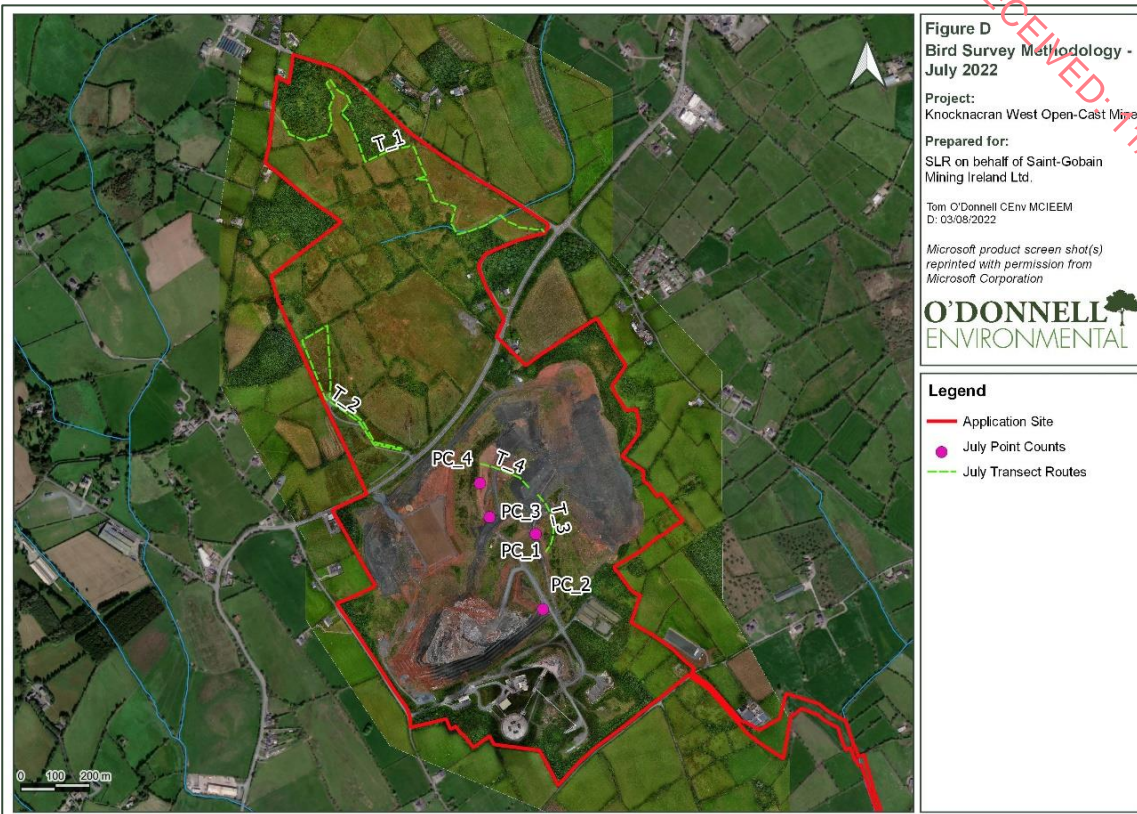 Figure D
Bird Survey Methodology -
July 2022
Project:
Knocknacran West Open-Cast Mine
Prepared for:
SLR on behalf of Saint-Gobain
Mining Ireland Ltd.
Tom O'Donnell CEnv MCIEEM
D: 03/08/2022
Microsoft product screen shot(s)
reprinted with permission from
Microsoft Corporation
O'DONNELL
ENVIRONMENTAL
Legend
Application Site
July Point Counts
July Transect Routes
T_1
T_2
PC_4
T_4
PC_3
T_3
PC_1
PC_2
0 100 200 m